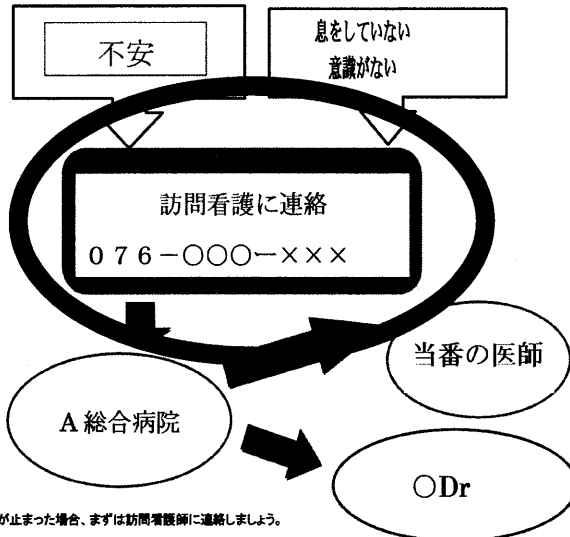 不安
息をしていない
意識がない
訪問看護に連絡
076-○○○-×××
当番の医師
A総合病院
○Dr
が止まった場合、まずは訪問看護師に連絡しましょう。